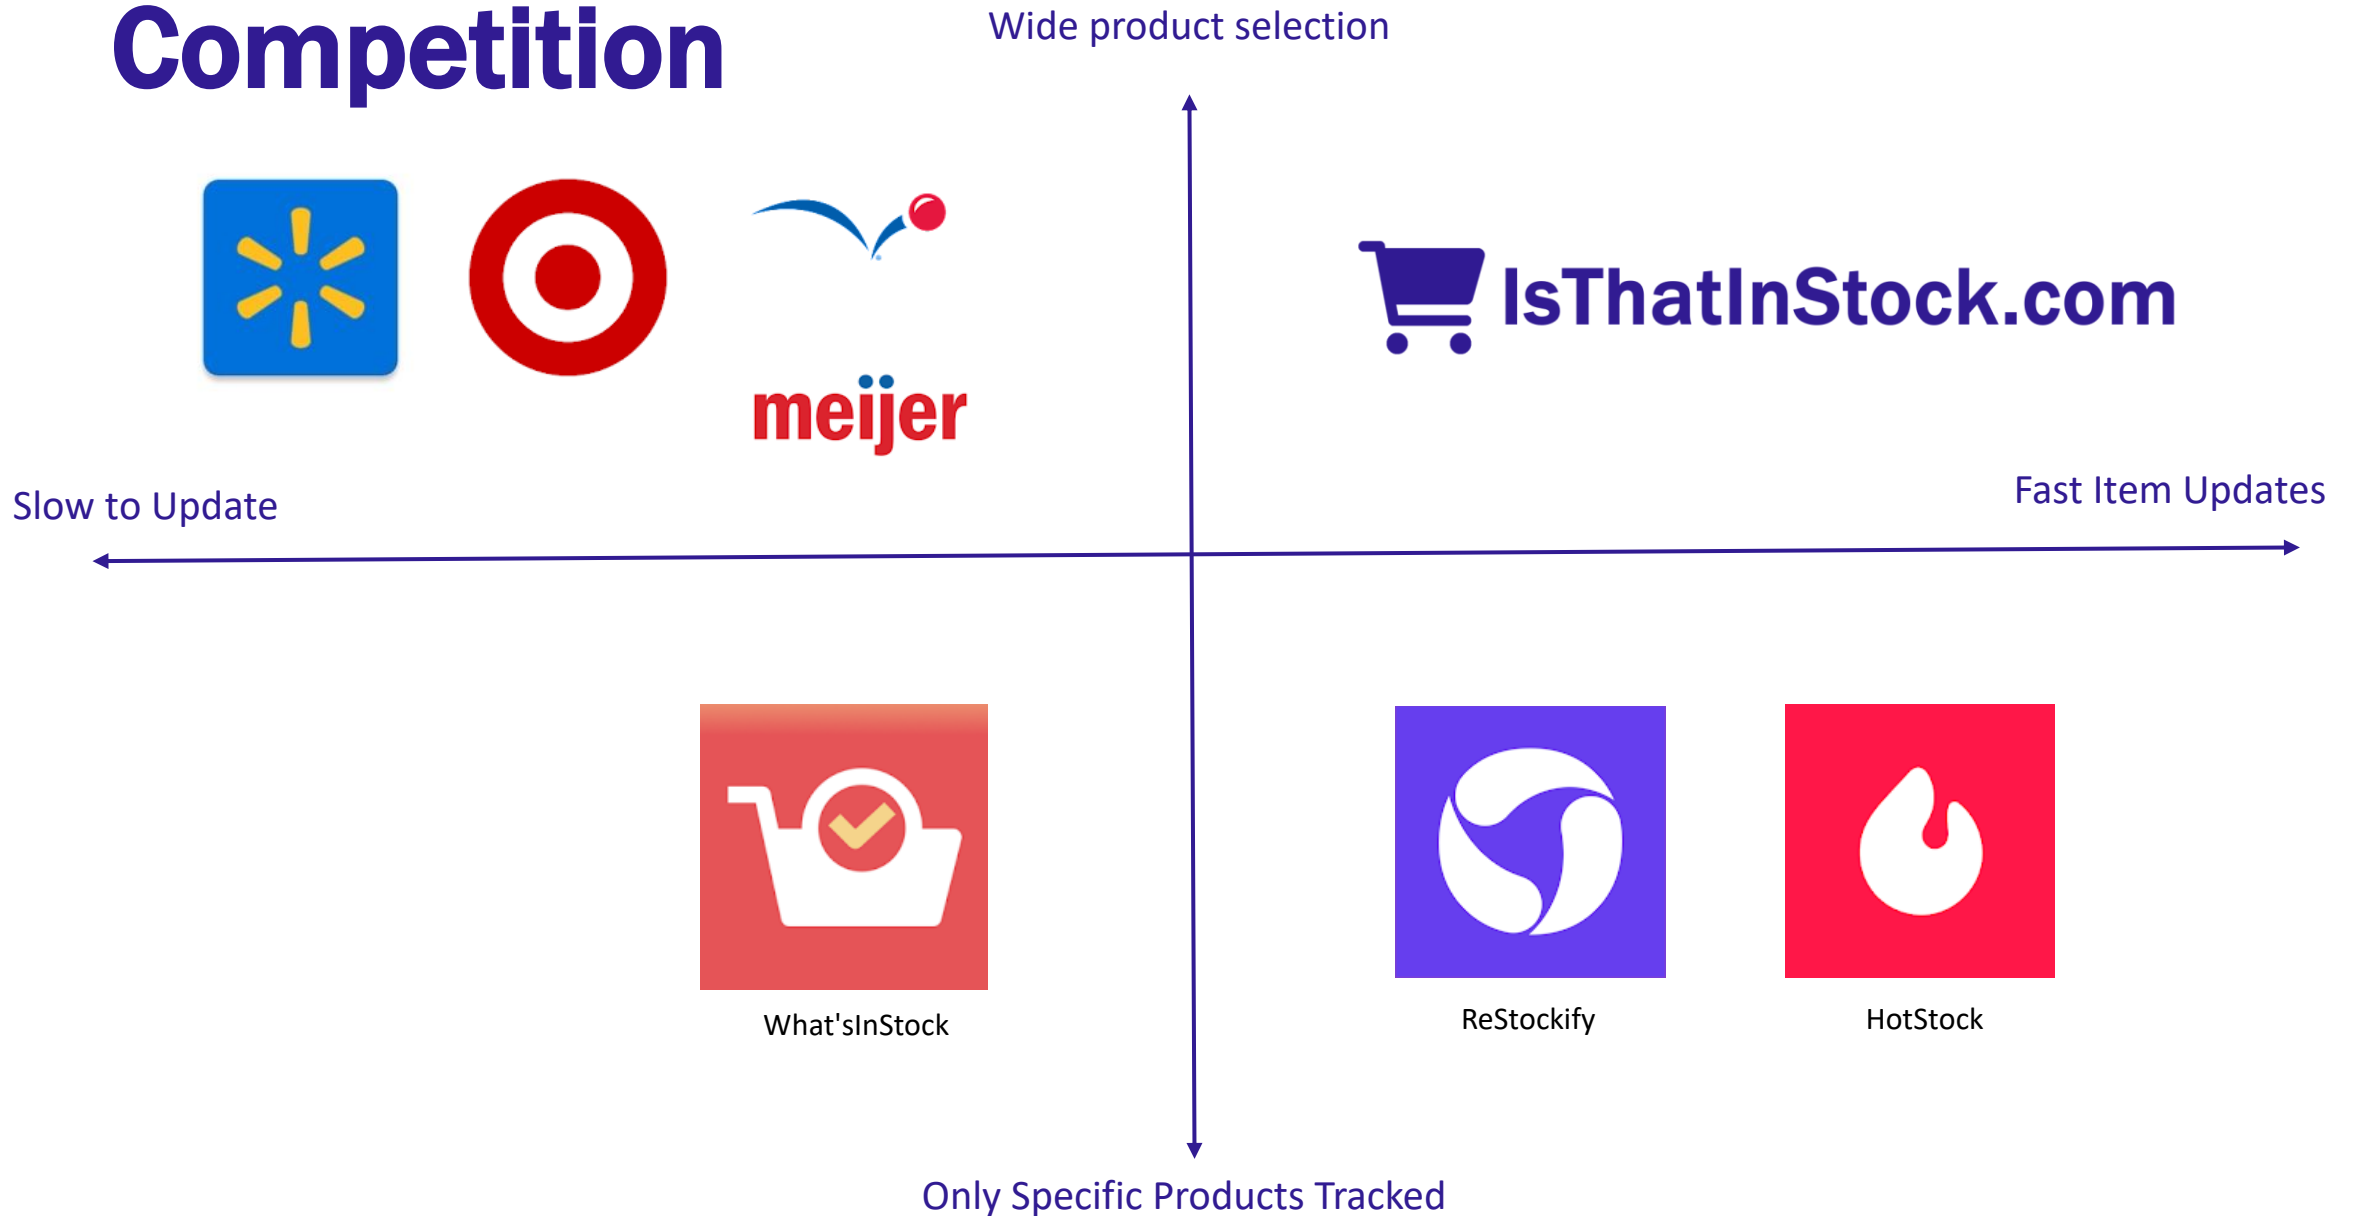 Competition
Wide product selection
meijer
IsThatInStock.com
Slow to Update
Fast Item Updates
What'sInStock
ReStockify
HotStock
Only Specific Products Tracked